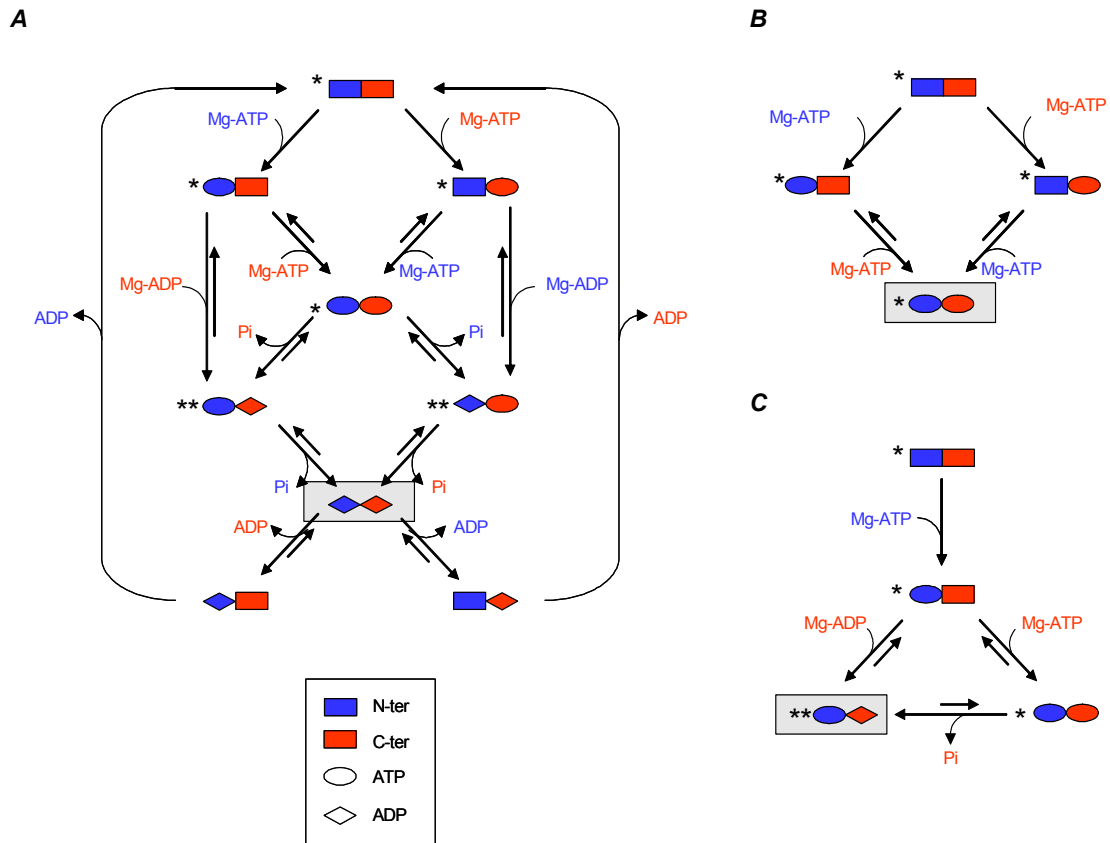 A
*
Mg-ATP
Mg-ATP
*
*
Mg-ATP
Mg-ATP
Mg-ADP
Mg-ADP
*
ADP
ADP
Pi
Pi
**
**
Pi
Pi
ADP
ADP
N-ter
C-ter
ATP
ADP
B
*
Mg-ATP
Mg-ATP
*
*
Mg-ATP
Mg-ATP
*
C
*
Mg-ATP
*
Mg-ADP
Mg-ATP
**
*
Pi